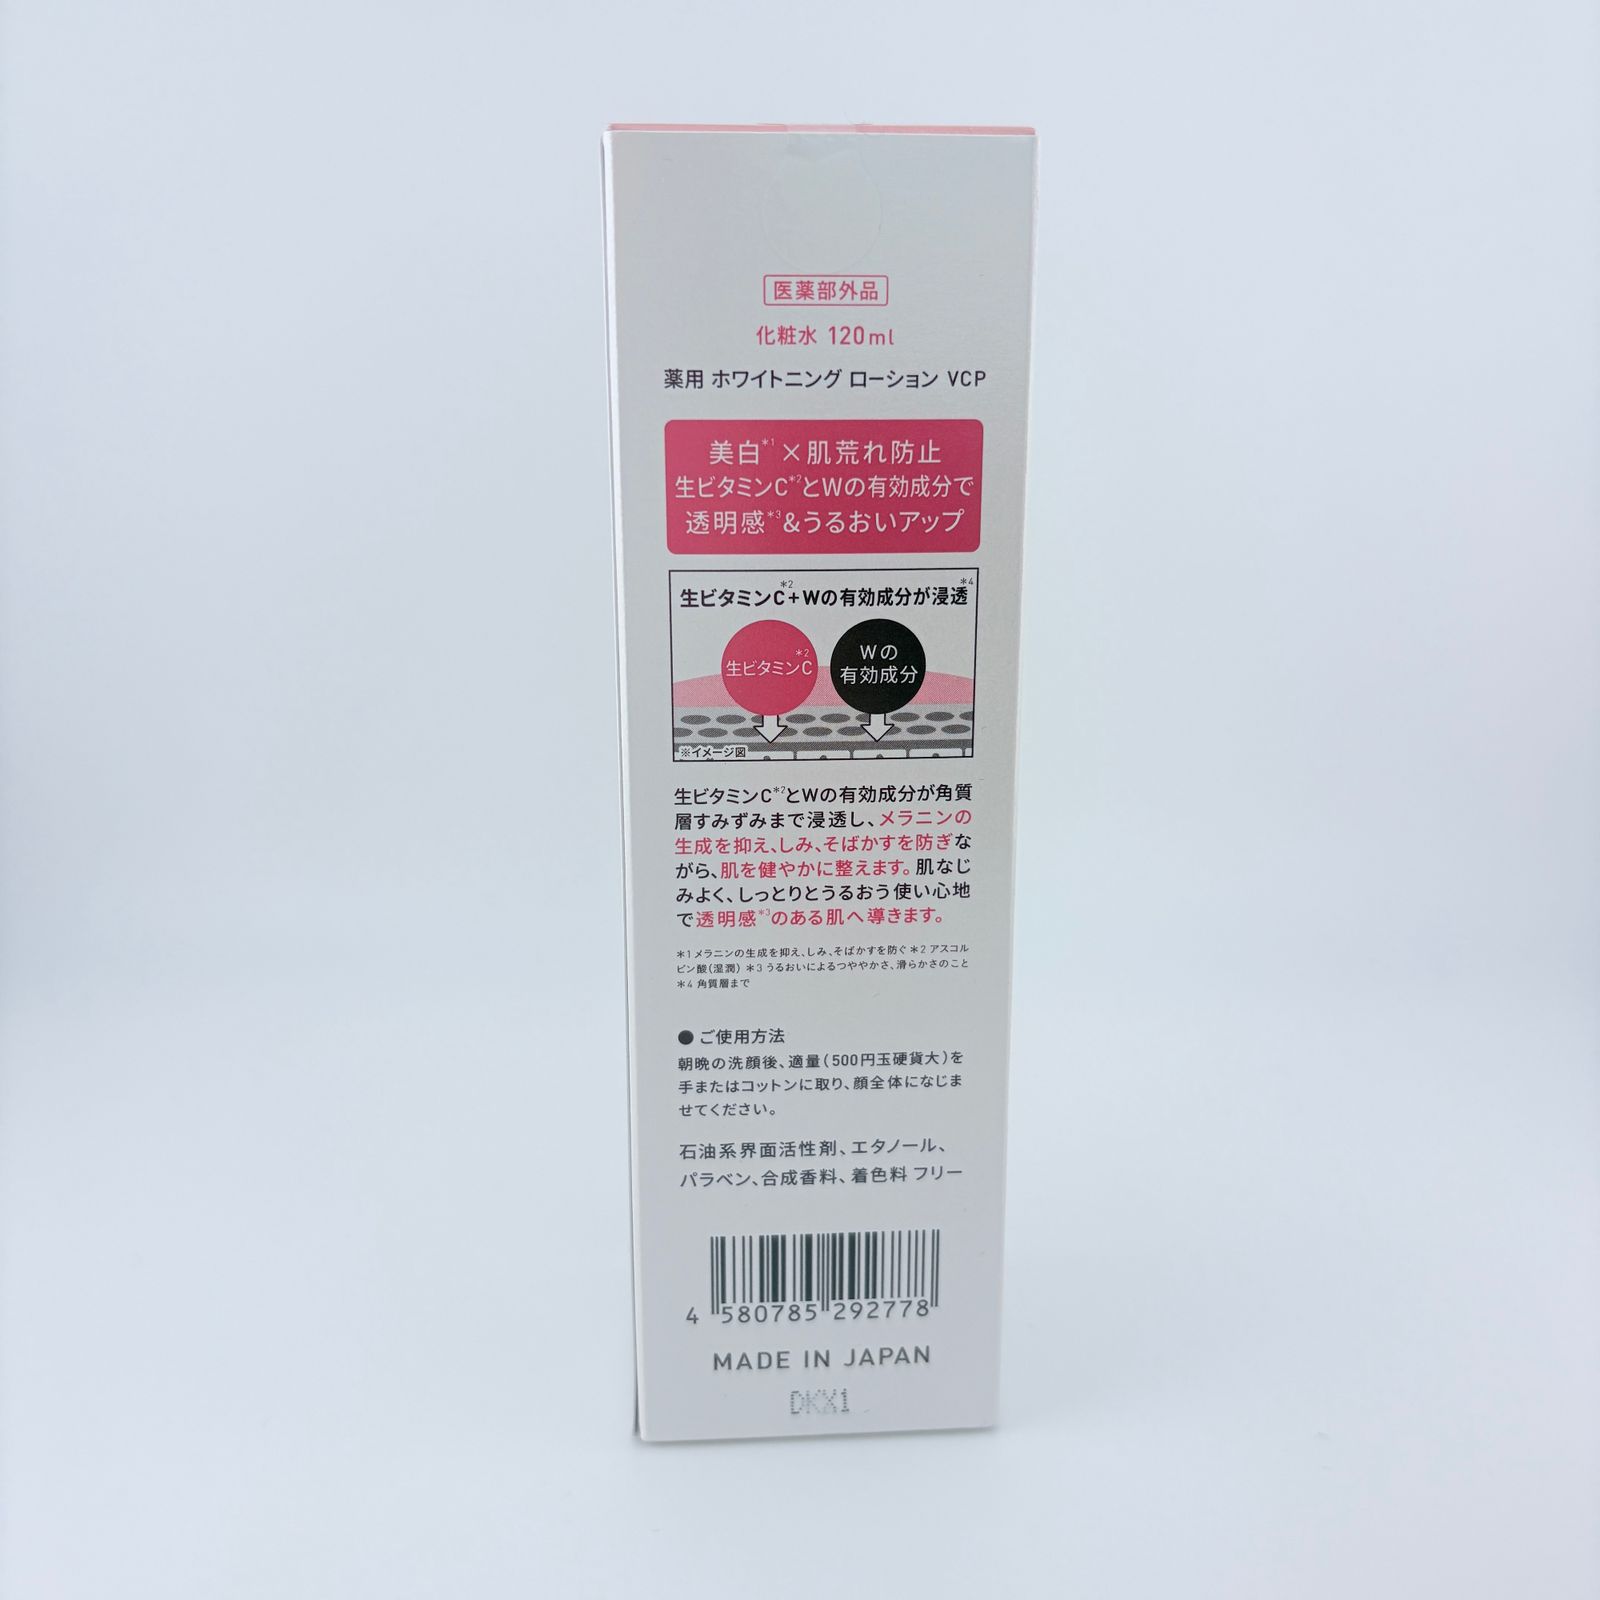 医薬部外品
化粧水 120ml
薬用 ホワイトニング ローション VCP
美白*1×肌荒れ防止
生ビタミンC*2とWの有効成分で
透明感*3&うるおいアップ
生ビタミンC*2+Wの有効成分が浸透*4
生ビタミンC*2
Wの
有効成分
※イメージ図
生ビタミンC*2とWの有効成分が角質
層すみずみまで浸透し、メラニンの
生成を抑え、しみ、そばかすを防ぎな
がら、肌を健やかに整えます。肌なじ
みよく、しっとりとうるおう使い心地
で透明感*3のある肌へ導きます。
*1 メラニンの生成を抑え、しみ、そばかすを防ぐ *2 アスコル
ビン酸(湿潤) *3 うるおいによるつややかさ、滑らかさのこと
*4 角質層まで
● ご使用方法
朝晩の洗顔後、適量(500円玉硬貨大)を
手またはコットンに取り、顔全体になじま
せてください。
石油系界面活性剤、エタノール、
パラベン、合成香料、着色料 フリー
4 580785 292778
MADE IN JAPAN
DKX1